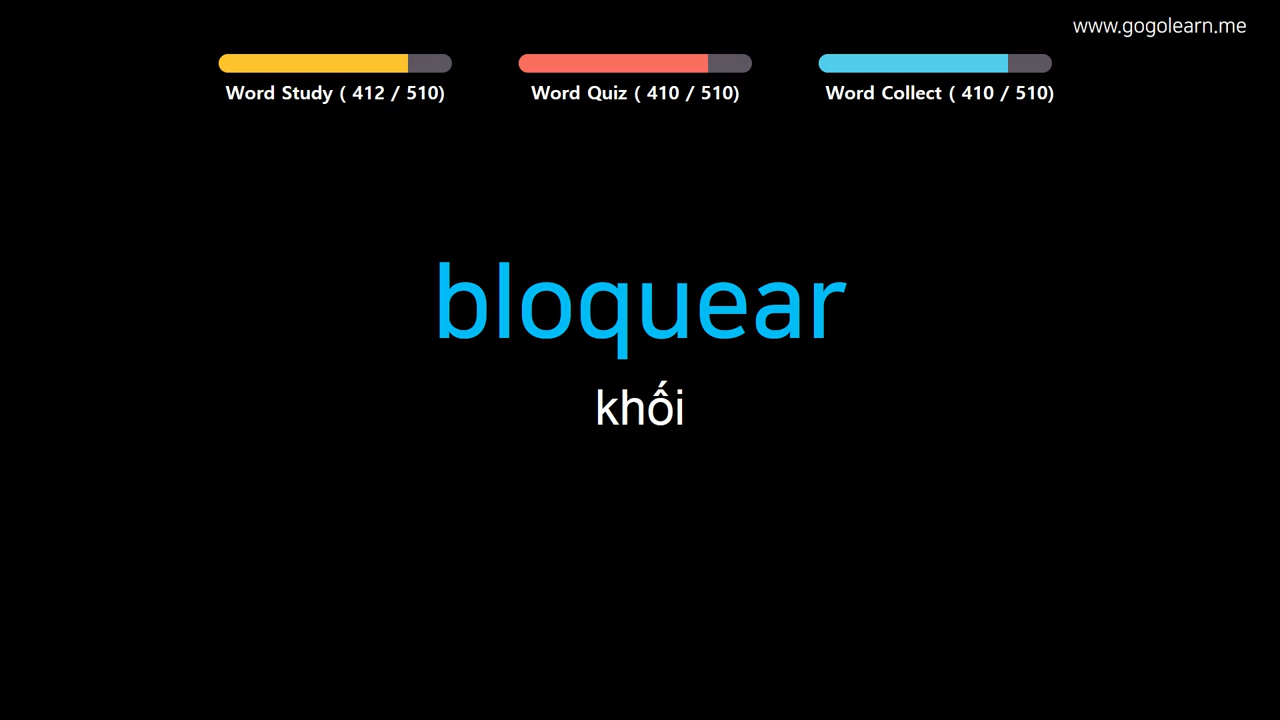 www.gogolearn.me
Word Study ( 412 / 510)
Word Quiz ( 410 / 510)
Word Collect ( 410 / 510)
bloquear
khối